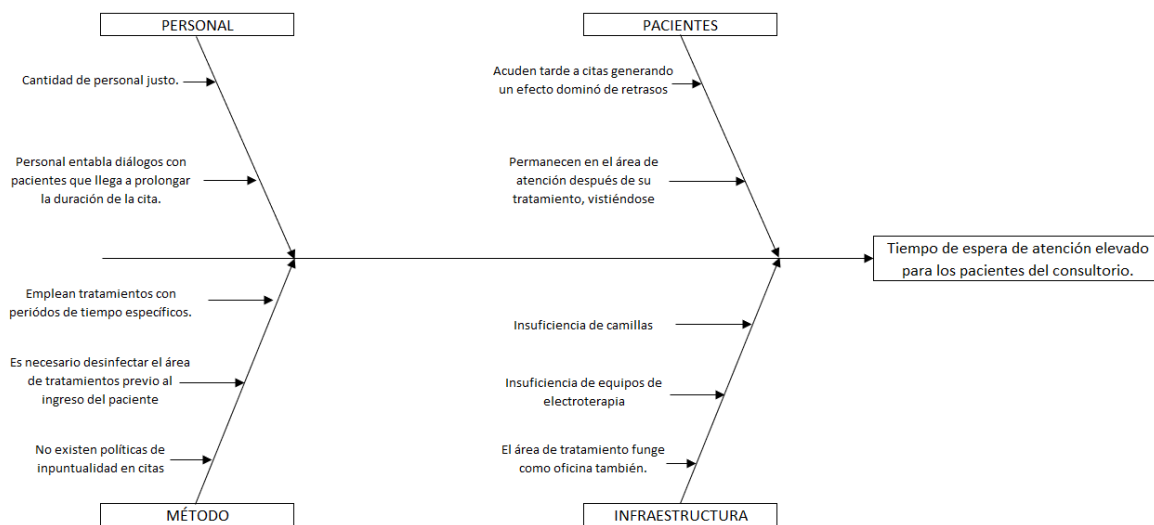 PERSONAL
PACIENTES
Cantidad de personal justo.
Acuden tarde a citas generando
un efecto dominó de retrasos
Personal entabla diálogos con
pacientes que llega a prolongar
la duración de la cita.
Permanecen en el área de
atención después de su
tratamiento, vistiéndose
Tiempo de espera de atención elevado
para los pacientes del consultorio.
Emplean tratamientos con
periódos de tiempo específicos.
Insuficiencia de camillas
Es necesario desinfectar el área
de tratamientos previo al
ingreso del paciente
Insuficiencia de equipos de
electroterapia
No existen políticas de
inpuntualidad en citas
El área de tratamiento funge
como oficina también.
MÉTODO
INFRAESTRUCTURA